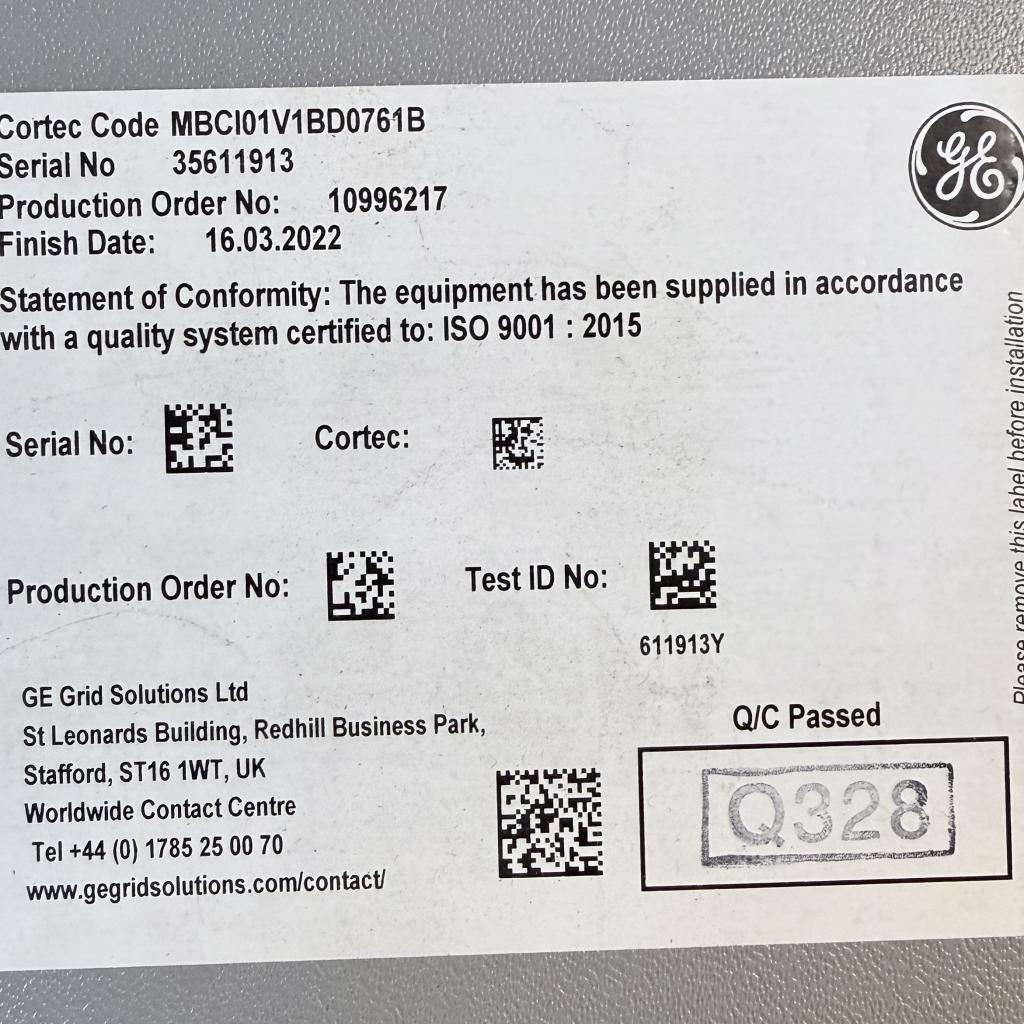 Cortec Code MBCI01V1BD0761B
Serial No 35611913
Production Order No: 10996217
Finish Date: 16.03.2022
GE
Statement of Conformity: The equipment has been supplied in accordance
with a quality system certified to: ISO 9001 : 2015
Please remove this label before installation
Serial No:
Cortec:
Production Order No:
Test ID No:
611913Y
GE Grid Solutions Ltd
St Leonards Building, Redhill Business Park,
Stafford, ST16 1WT, UK
Worldwide Contact Centre
Tel +44 (0) 1785 25 00 70
www.gegridsolutions.com/contact/
Q/C Passed
Q328